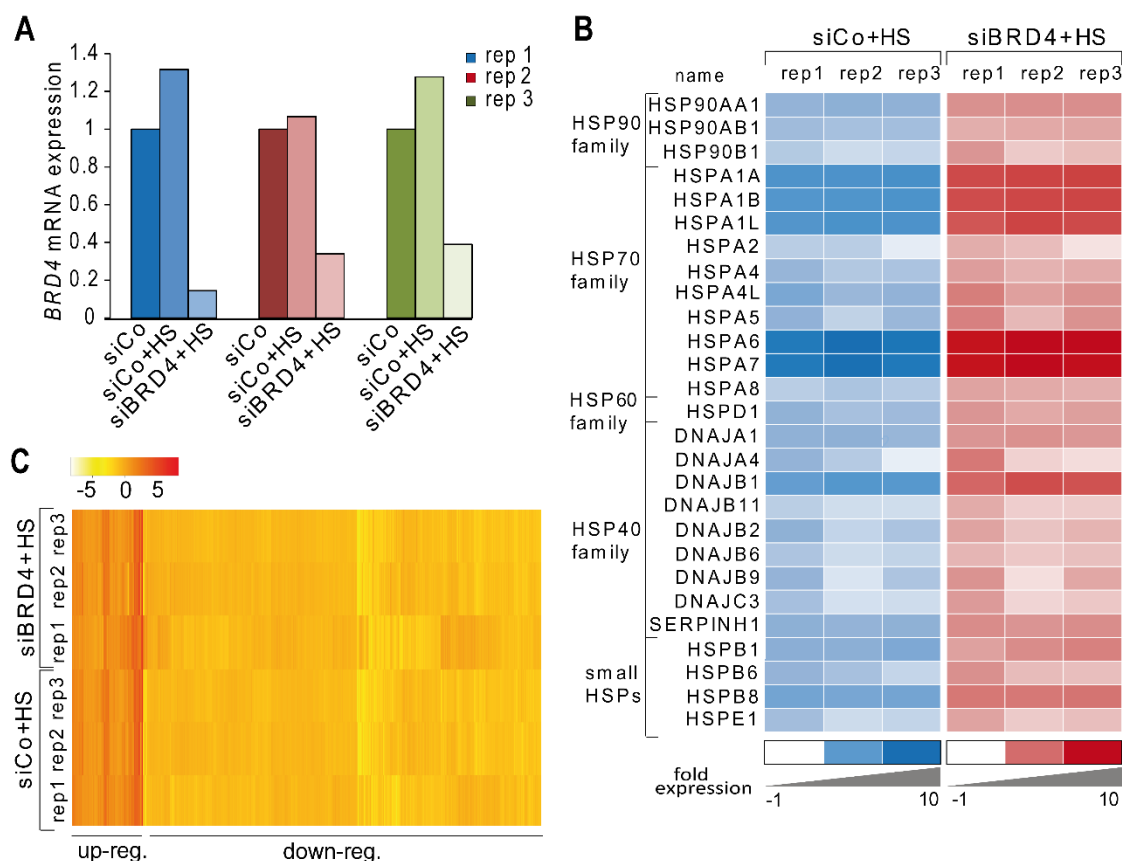 A
BRD4 mRNA expression
1.4
1.2
1
0.8
0.6
0.4
0.2
0
rep 1
rep 2
rep 3
siCo
siCo+HS
siBRD4+HS
siCo
siCo+HS
siBRD4+HS
siCo
siCo+HS
siBRD4+HS
B
siCo+HS siBRD4+HS
name rep1 rep2 rep3 rep1 rep2 rep3
HSP90 family
HSP90AA1
HSP90AB1
HSP90B1
HSP70 family
HSPA1A
HSPA1B
HSPA1L
HSPA2
HSPA4
HSPA4L
HSPA5
HSPA6
HSPA7
HSPA8
HSP60 family
HSPD1
HSP40 family
DNAJA1
DNAJA4
DNAJB1
DNAJB11
DNAJB2
DNAJB6
DNAJB9
DNAJC3
SERPINH1
small HSPs
HSPB1
HSPB6
HSPB8
HSPE1
fold expression
-1 10 -1 10
C
-5 0 5
siBRD4+HS
rep3
rep2
rep1
siCo+HS
rep3
rep2
rep1
up-reg. down-reg.